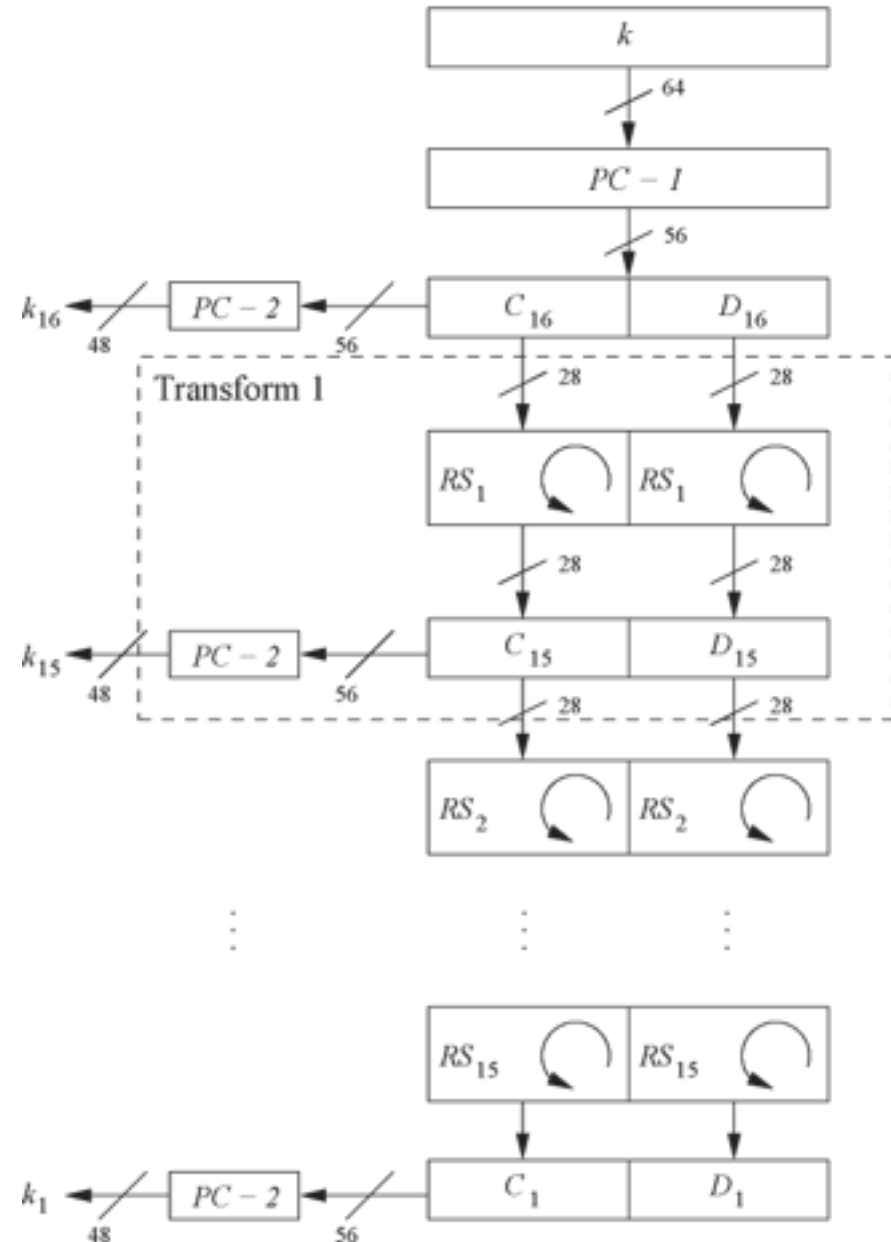 k
64
PC – 1
56
k16 PC – 2 C16 D16
48 56
Transform 1 28 28
RS1 RS1
28 28
k15 PC – 2 C15 D15
48 56 28 28
RS2 RS2
⋮ ⋮ ⋮
RS15 RS15
k1 PC – 2 C1 D1
48 56